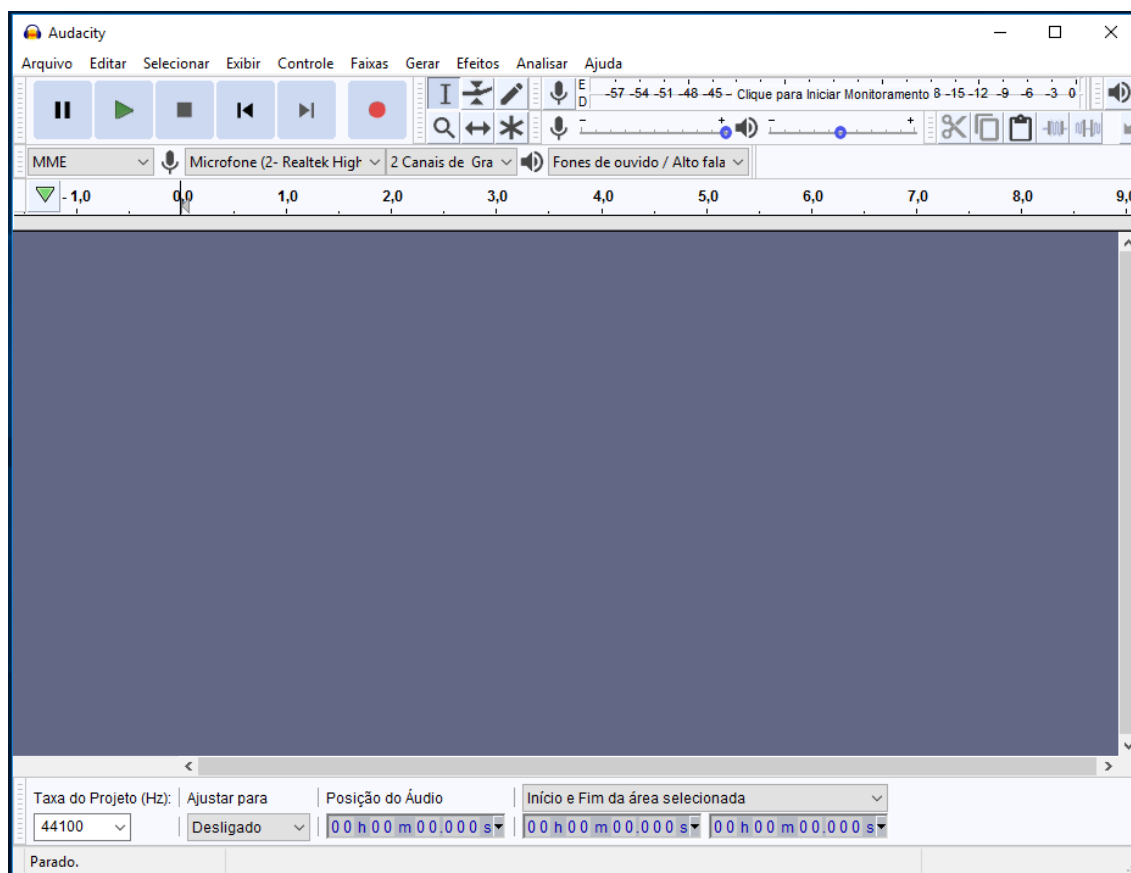 Audacity
Arquivo Editar Selecionar Exibir Controle Faixas Gerar Efeitos Analisar Ajuda
E
D
-57 -54 -51 -48 -45 - Clique para Iniciar Monitoramento 8 -15 -12 -9 -6 -3 0
- + - +
MME Microfone (2- Realtek High 2 Canais de Gra Fones de ouvido / Alto fala
- 1,0 0,0 1,0 2,0 3,0 4,0 5,0 6,0 7,0 8,0 9,0
Taxa do Projeto (Hz): Ajustar para Posição do Áudio Início e Fim da área selecionada
44100 Desligado 00 h 00 m 00.000 s 00 h 00 m 00.000 s 00 h 00 m 00.000 s
Parado.